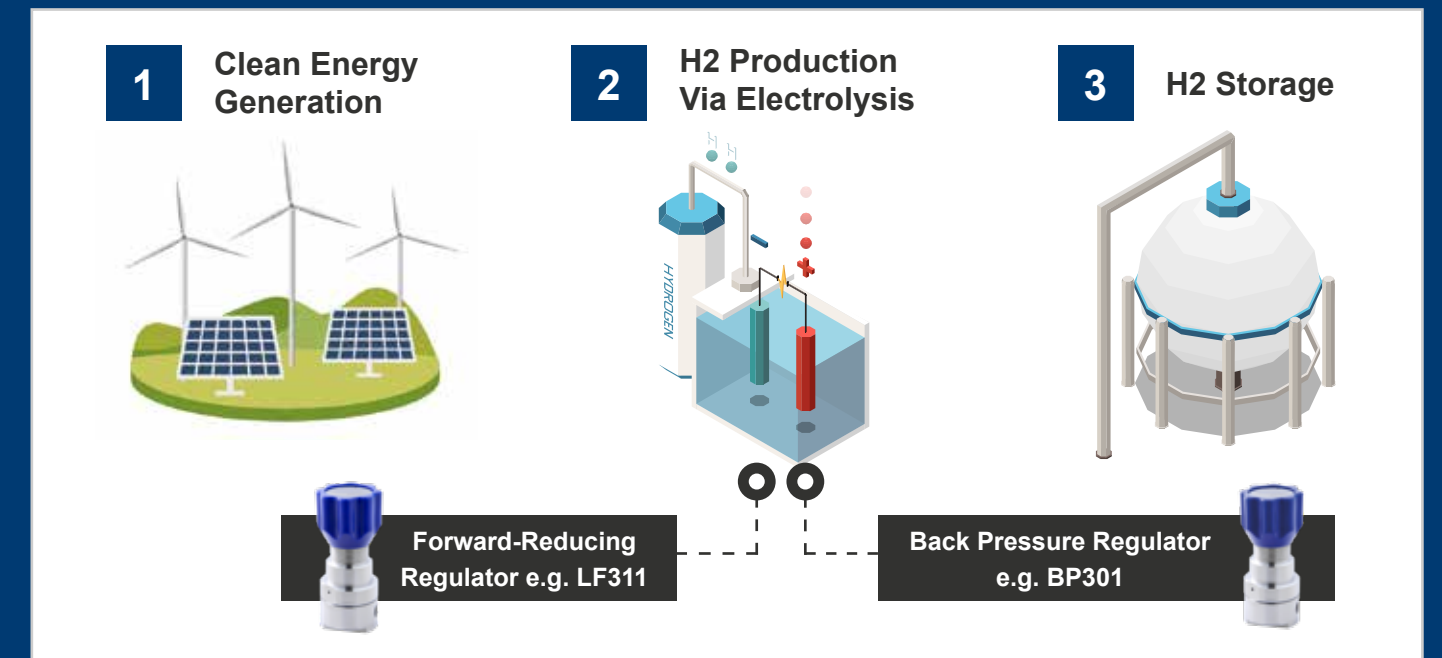 1
Clean Energy
Generation
2
H2 Production
Via Electrolysis
3
H2 Storage
H
H
HYDROGEN
Forward-Reducing
Regulator e.g. LF311
Back Pressure Regulator
e.g. BP301